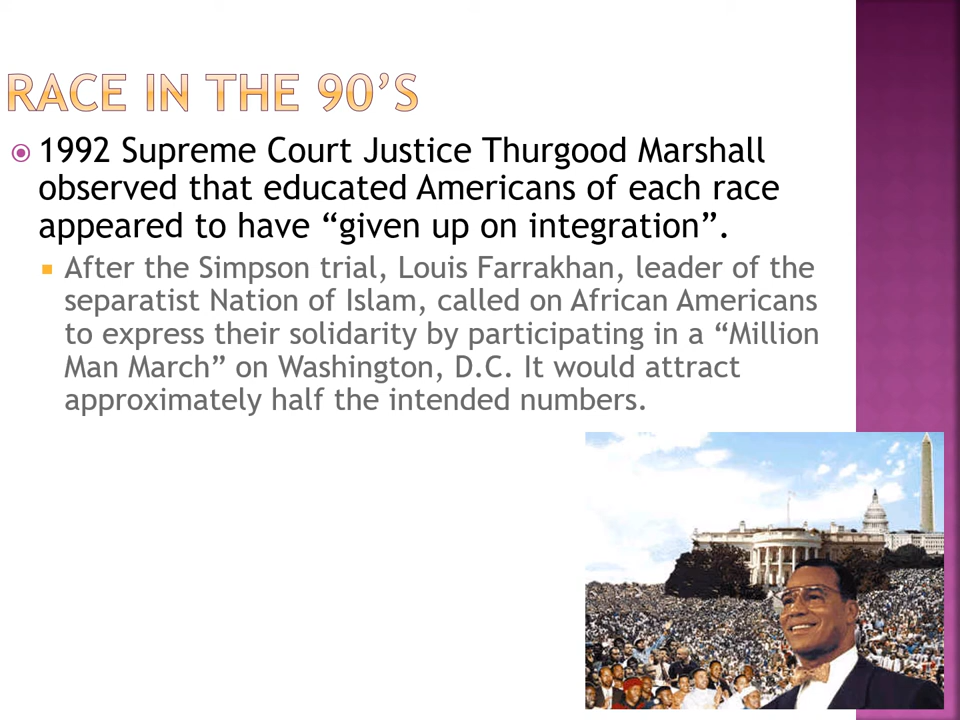 RACE IN THE 90’S
1992 Supreme Court Justice Thurgood Marshall
observed that educated Americans of each race
appeared to have “given up on integration”.
After the Simpson trial, Louis Farrakhan, leader of the
separatist Nation of Islam, called on African Americans
to express their solidarity by participating in a “Million
Man March” on Washington, D.C. It would attract
approximately half the intended numbers.